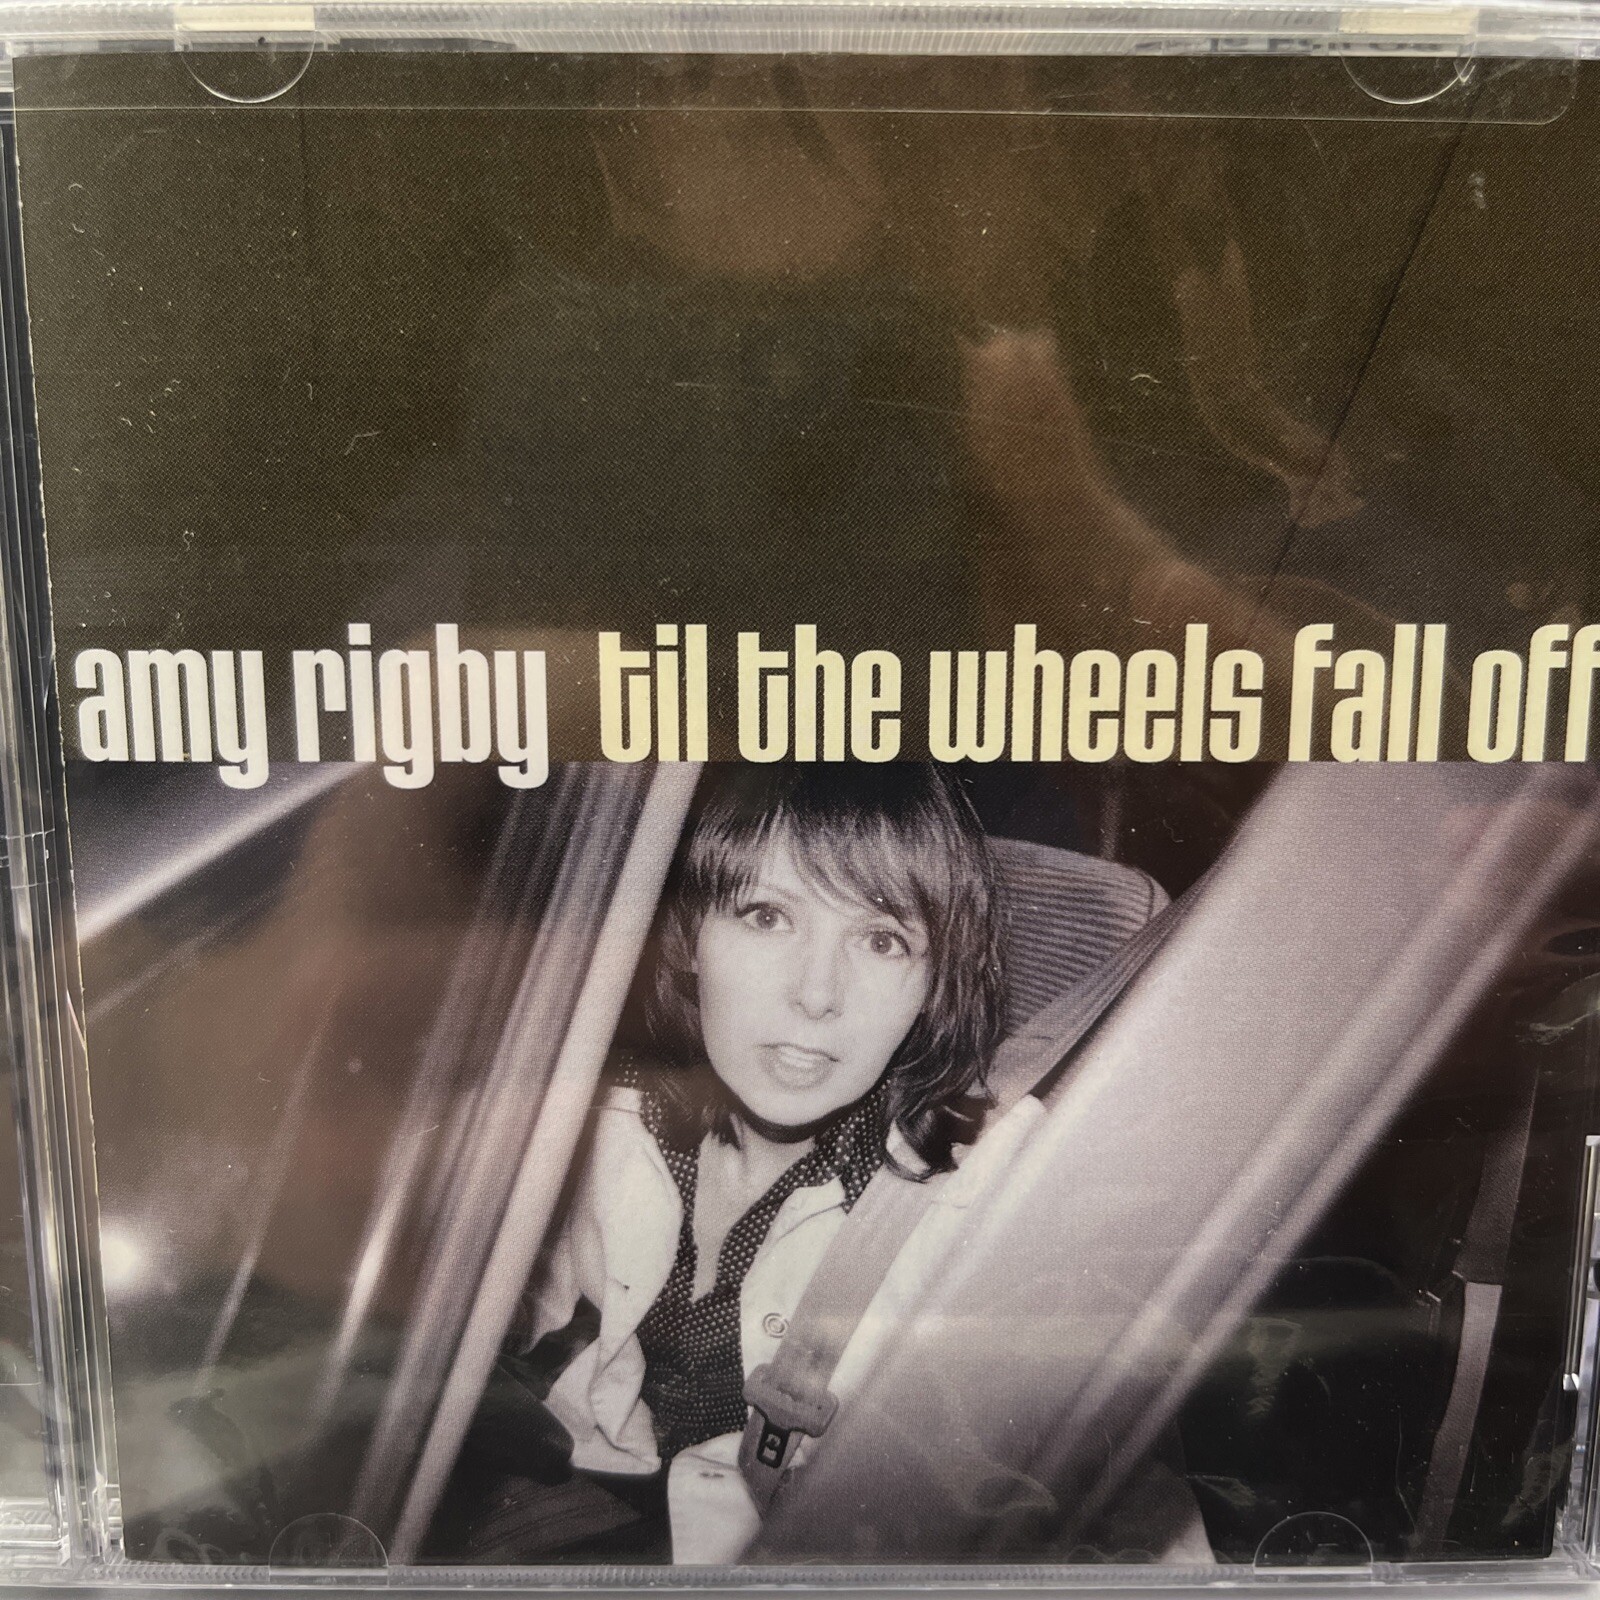 amy rigby til the wheels fall off